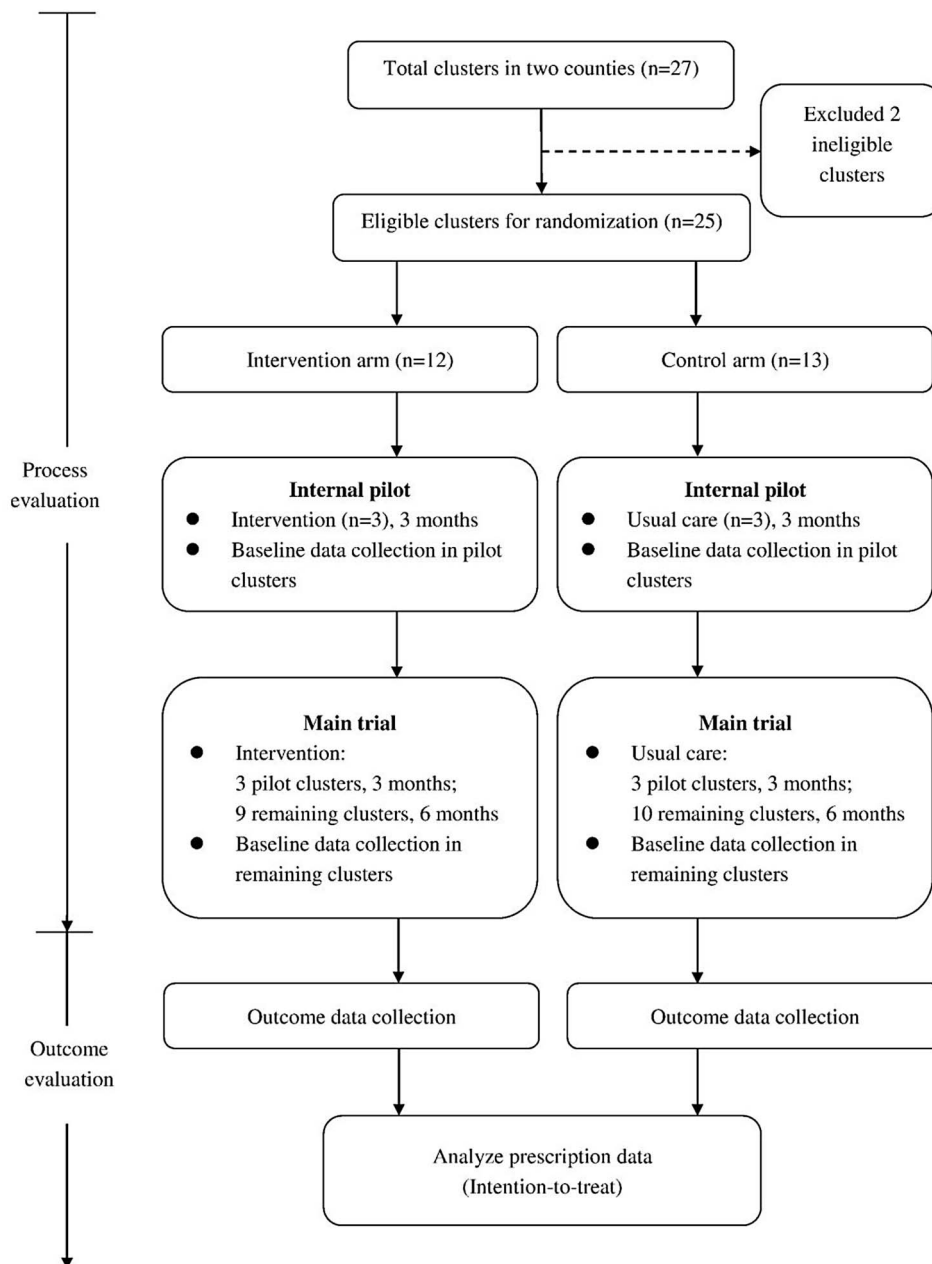 Total clusters in two counties (n=27)
Excluded 2
ineligible
clusters
Eligible clusters for randomization (n=25)
Intervention arm (n=12)
Control arm (n=13)
Process
evaluation
Internal pilot
● Intervention (n=3), 3 months
● Baseline data collection in pilot
clusters
Internal pilot
● Usual care (n=3), 3 months
● Baseline data collection in pilot
clusters
Main trial
● Intervention:
3 pilot clusters, 3 months;
9 remaining clusters, 6 months
● Baseline data collection in
remaining clusters
Main trial
● Usual care:
3 pilot clusters, 3 months;
10 remaining clusters, 6 months
● Baseline data collection in
remaining clusters
Outcome data collection
Outcome data collection
Outcome
evaluation
Analyze prescription data
(Intention-to-treat)